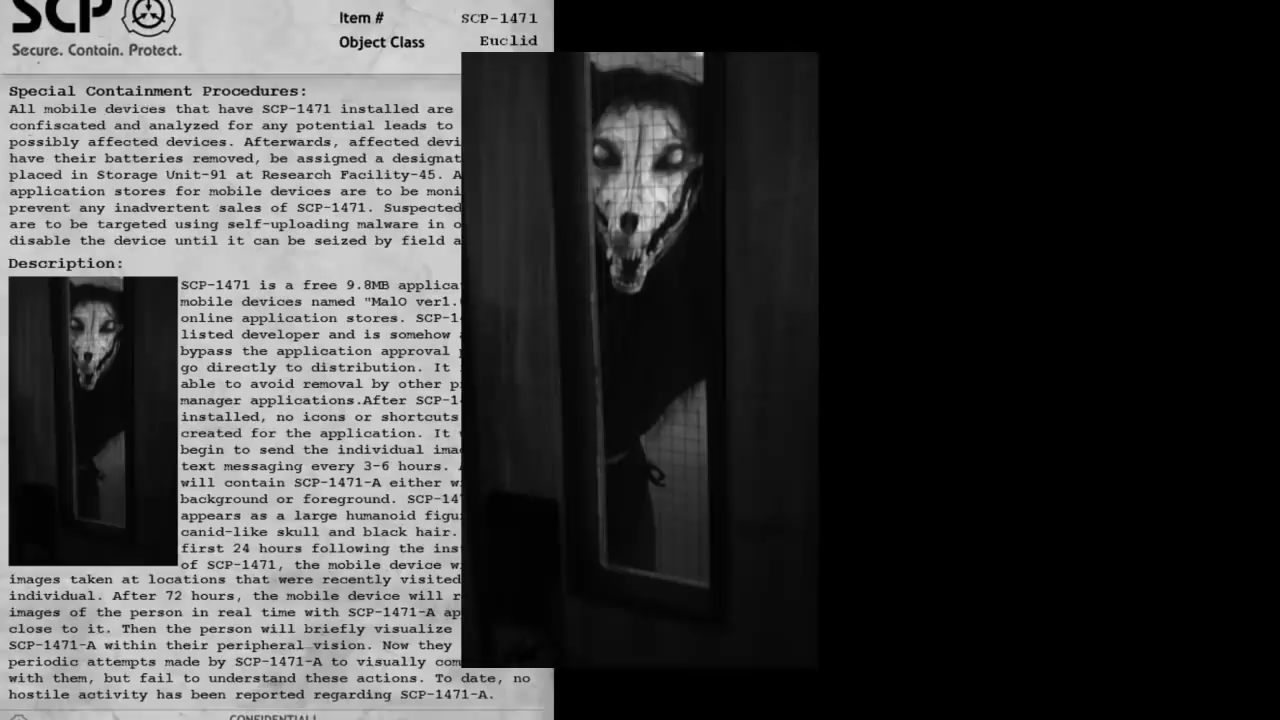 SCP
Secure. Contain. Protect.
Item # SCP-1471
Object Class Euclid
Special Containment Procedures:
All mobile devices that have SCP-1471 installed are
confiscated and analyzed for any potential leads to
possibly affected devices. Afterwards, affected devi
have their batteries removed, be assigned a designat
placed in Storage Unit-91 at Research Facility-45. A
application stores for mobile devices are to be moni
prevent any inadvertent sales of SCP-1471. Suspected
are to be targeted using self-uploading malware in o
disable the device until it can be seized by field a
Description:
SCP-1471 is a free 9.8MB applica
mobile devices named "MalO ver1.
online application stores. SCP-1
listed developer and is somehow
bypass the application approval
go directly to distribution. It
able to avoid removal by other p
manager applications.After SCP-1
installed, no icons or shortcuts
created for the application. It
begin to send the individual ima
text messaging every 3-6 hours.
will contain SCP-1471-A either w
background or foreground. SCP-147
appears as a large humanoid figu
canid-like skull and black hair.
first 24 hours following the ins
of SCP-1471, the mobile device w
images taken at locations that were recently visited
individual. After 72 hours, the mobile device will r
images of the person in real time with SCP-1471-A ap
close to it. Then the person will briefly visualize
SCP-1471-A within their peripheral vision. Now they
periodic attempts made by SCP-1471-A to visually com
with them, but fail to understand these actions. To date, no
hostile activity has been reported regarding SCP-1471-A.
CONFIDENTIAL!